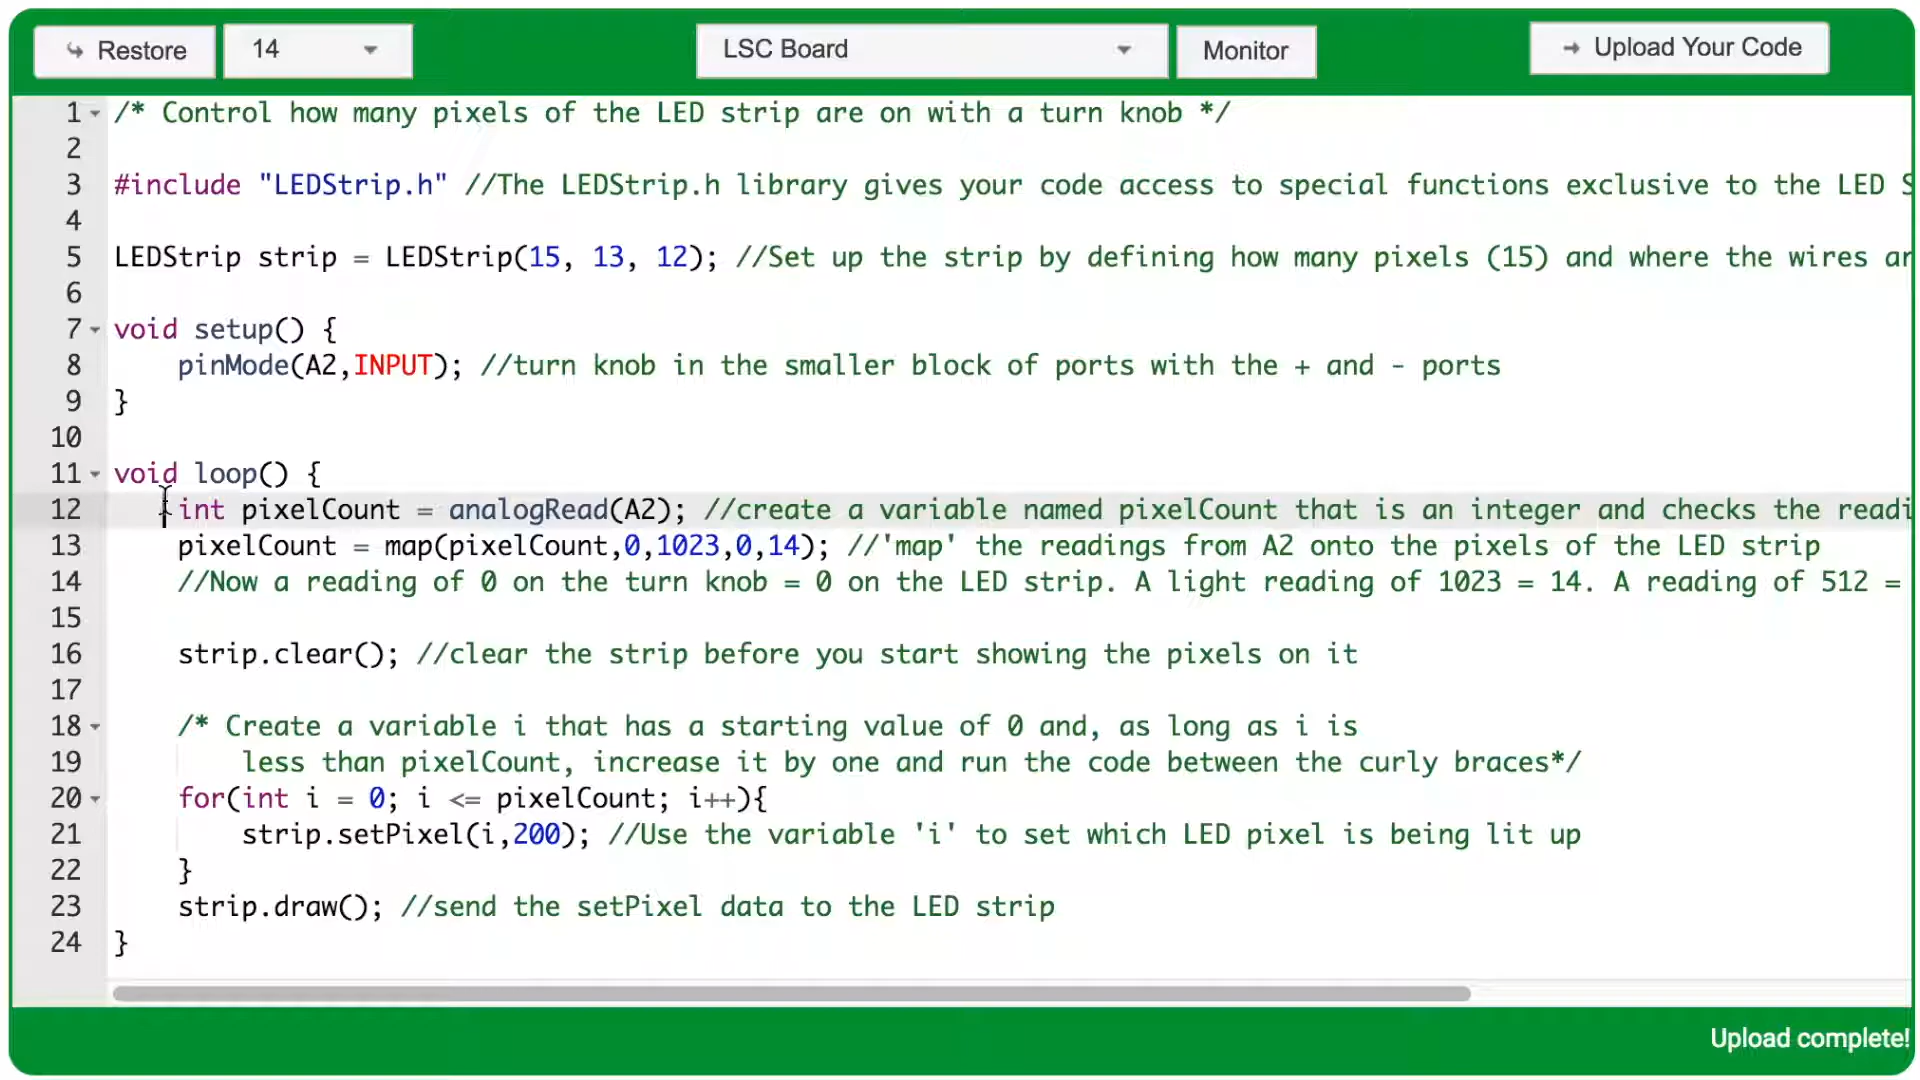 Restore
14
LSC Board
Monitor
Upload Your Code
1 /* Control how many pixels of the LED strip are on with a turn knob */
2
3 #include "LEDStrip.h" //The LEDStrip.h library gives your code access to special functions exclusive to the LED S
4
5 LEDStrip strip = LEDStrip(15, 13, 12); //Set up the strip by defining how many pixels (15) and where the wires ar
6
7 void setup() {
8 pinMode(A2,INPUT); //turn knob in the smaller block of ports with the + and - ports
9 }
10
11 void loop() {
12 int pixelCount = analogRead(A2); //create a variable named pixelCount that is an integer and checks the readi
13 pixelCount = map(pixelCount,0,1023,0,14); //'map' the readings from A2 onto the pixels of the LED strip
14 //Now a reading of 0 on the turn knob = 0 on the LED strip. A light reading of 1023 = 14. A reading of 512 =
15
16 strip.clear(); //clear the strip before you start showing the pixels on it
17
18 /* Create a variable i that has a starting value of 0 and, as long as i is
19 less than pixelCount, increase it by one and run the code between the curly braces*/
20 for(int i = 0; i <= pixelCount; i++){
21 strip.setPixel(i,200); //Use the variable 'i' to set which LED pixel is being lit up
22 }
23 strip.draw(); //send the setPixel data to the LED strip
24 }
Upload complete!